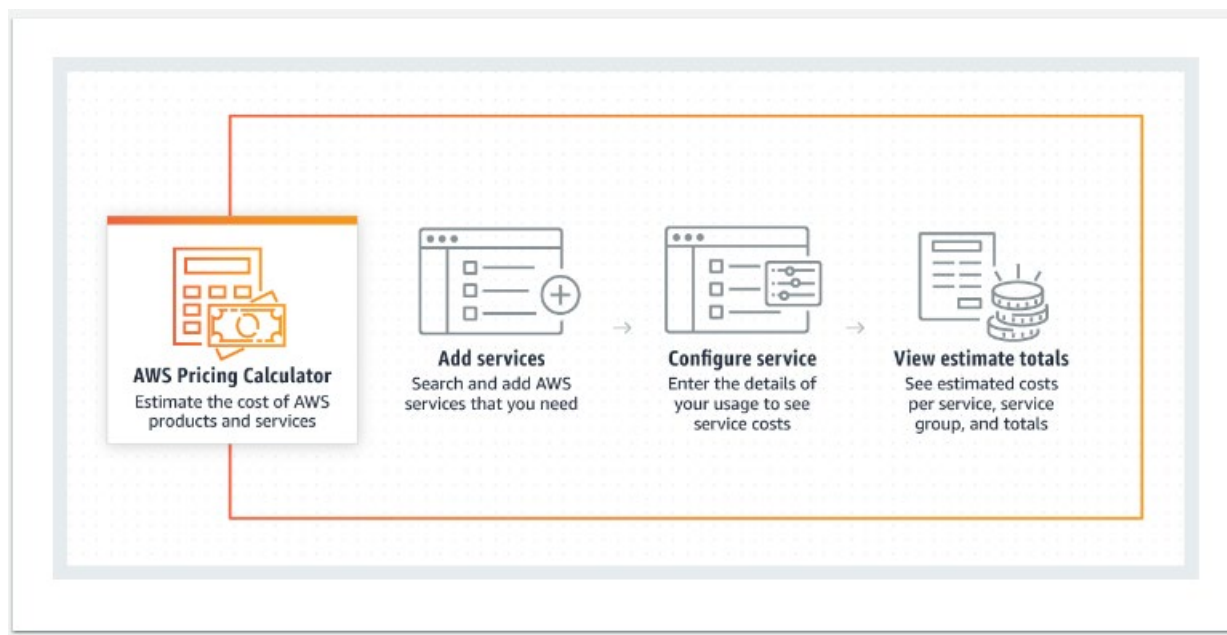 AWS Pricing Calculator
Estimate the cost of AWS
products and services
Add services
Search and add AWS
services that you need
Configure service
Enter the details of
your usage to see
service costs
View estimate totals
See estimated costs
per service, service
group, and totals